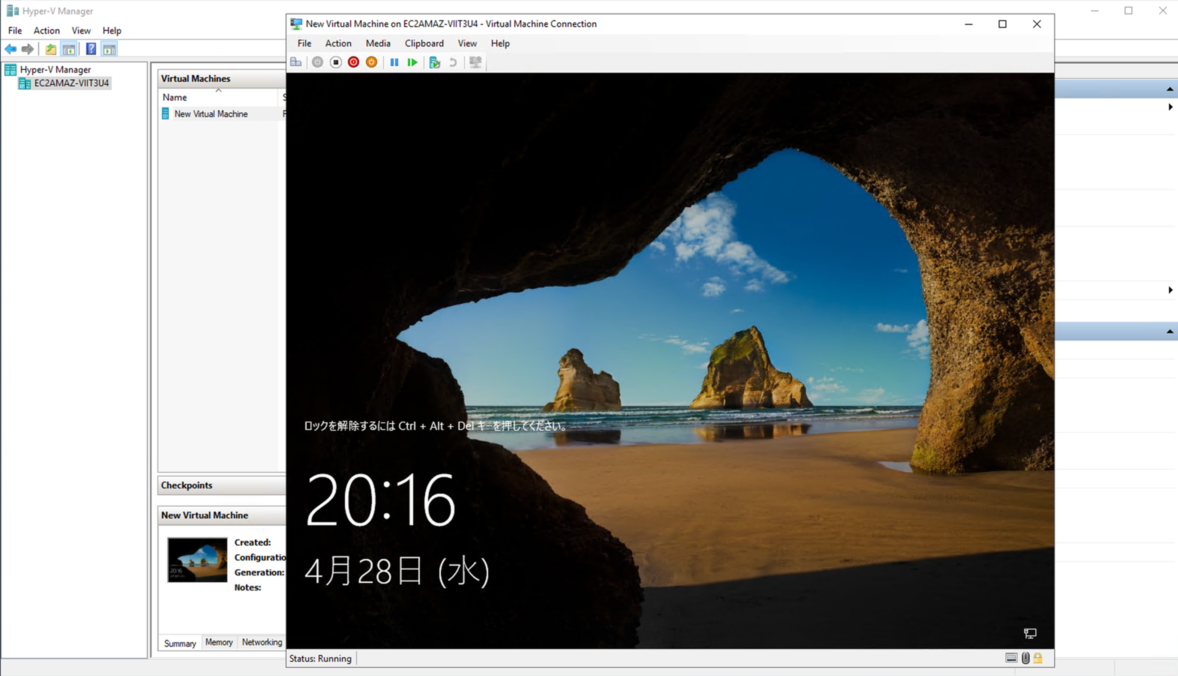 Hyper-V Manager
File Action View Help
Hyper-V Manager
EC2AMAZ-VIIT3U4
Virtual Machines
Name
New Virtual Machine
Checkpoints
New Virtual Machine
Created:
Configuratio
Generation:
Notes:
Summary Memory Networking
New Virtual Machine on EC2AMAZ-VIIT3U4 - Virtual Machine Connection
File Action Media Clipboard View Help
ロックを解除するには Ctrl + Alt + Del キーを押してください。
20:16
4月28日 (水)
Status: Running